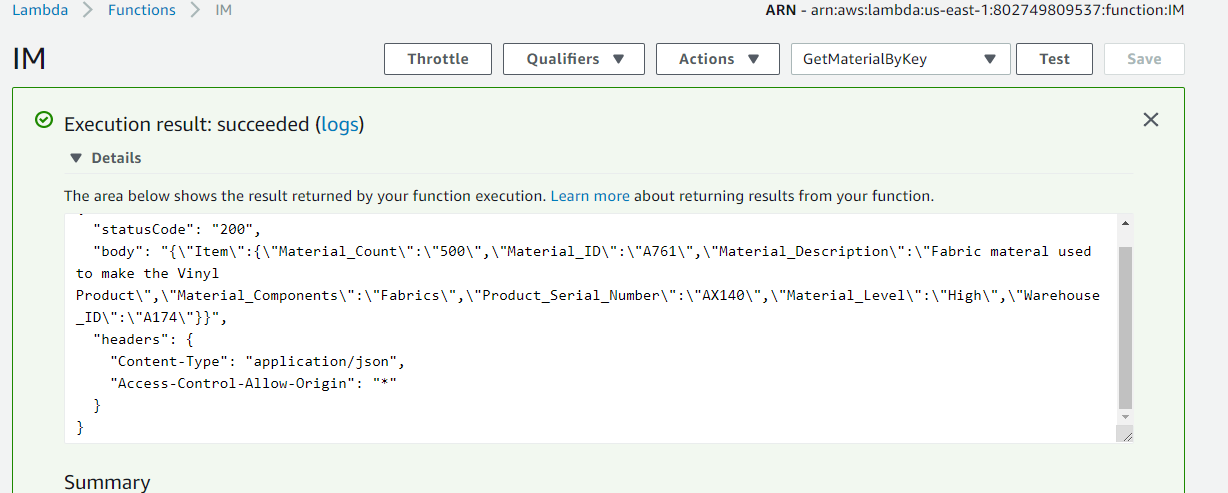 Lambda > Functions > IM ARN - arn:aws:lambda:us-east-1:802749809537:function:IM
IM Throttle Qualifiers Actions GetMaterialByKey Test Save
Execution result: succeeded (logs)
Details
The area below shows the result returned by your function execution. Learn more about returning results from your function.
"statusCode": "200",
"body": "{\"Item\":{\"Material_Count\":\"500\",\"Material_ID\":\"A761\",\"Material_Description\":\"Fabric materal used
to make the Vinyl
Product\",\"Material_Components\":\"Fabrics\",\"Product_Serial_Number\":\"AX140\",\"Material_Level\":\"High\",\"Warehouse
_ID\":\"A174\"}}",
"headers": {
"Content-Type": "application/json",
"Access-Control-Allow-Origin": "*"
}
}
Summary